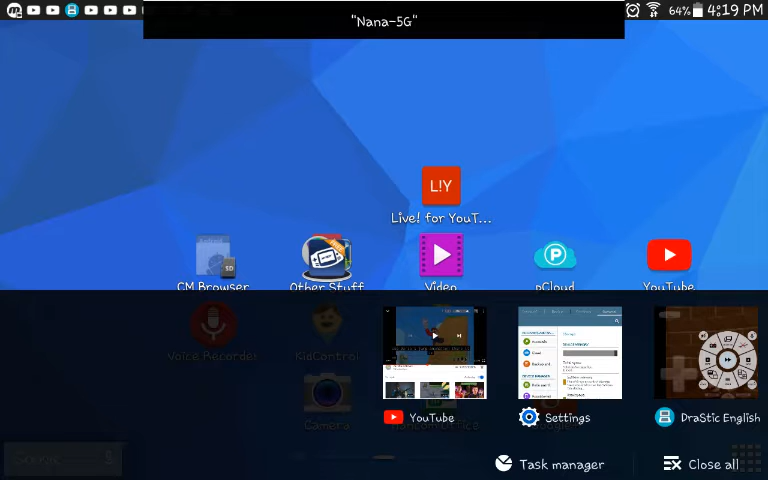 64% 4:19 PM
"Nana-5G"
L!Y
Live! for YouT...
SD
P
CM Browser
Other Stuff
Video
pCloud
YouTube
Voice Recorder
KidControl
Camera
YouTube
Settings
DraStic English
Task manager
Close all